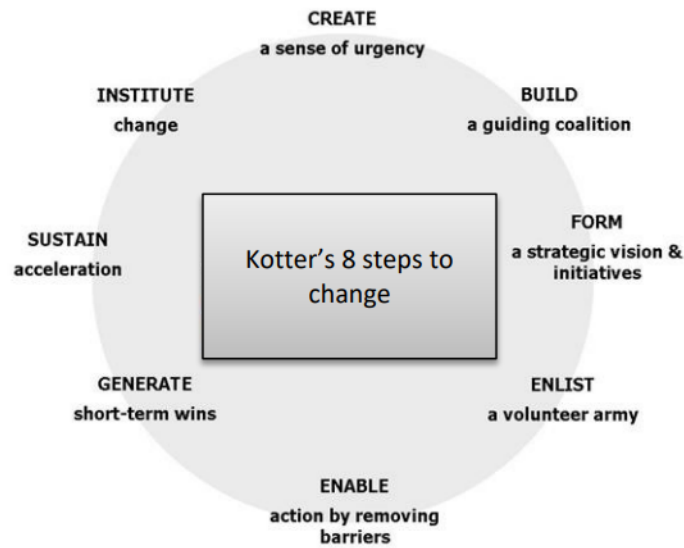 CREATE
a sense of urgency
BUILD
a guiding coalition
FORM
a strategic vision &
initiatives
ENLIST
a volunteer army
ENABLE
action by removing
barriers
GENERATE
short-term wins
SUSTAIN
acceleration
INSTITUTE
change
Kotter’s 8 steps to
change